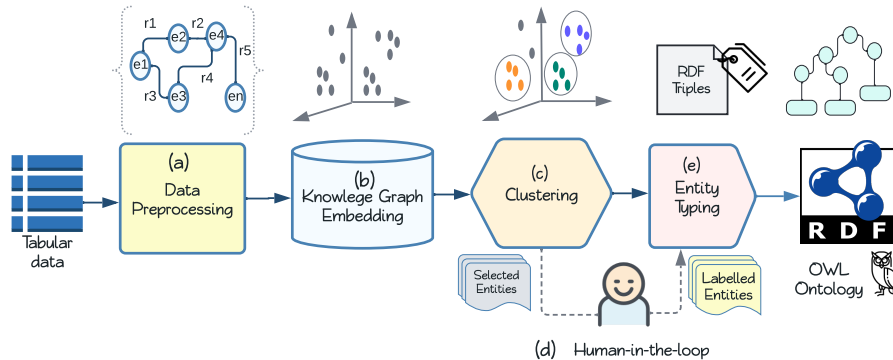 r1
r2
e1
e2
e4
r5
r4
r3
e3
en
RDF
Triples
(a)
Data
Preprocessing
(b)
Knowlege Graph
Embedding
(c)
Clustering
(e)
Entity
Typing
R D F
Tabular
data
Selected
Entities
Labelled
Entities
OWL
Ontology
(d) Human-in-the-loop